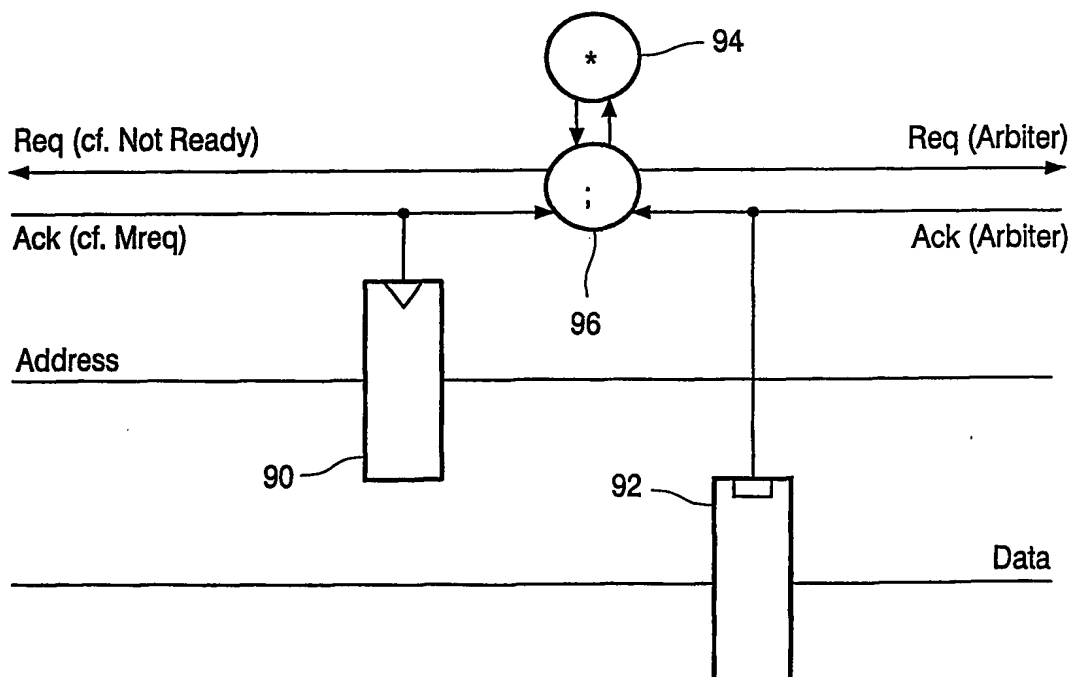 94
*
Req (cf. Not Ready)
Req (Arbiter)
;
Ack (cf. Mreq)
Ack (Arbiter)
96
Address
90
92
Data